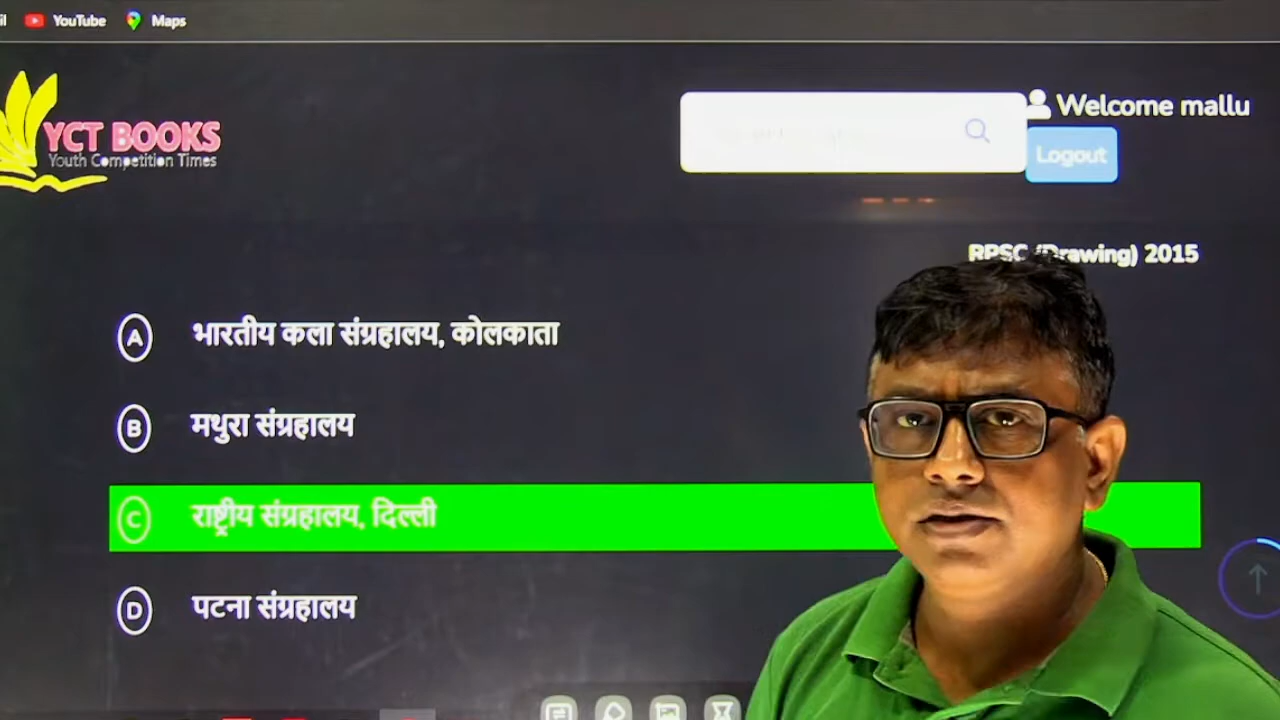 YouTube
Maps
YCT BOOKS
Youth Competition Times
Welcome mallu
Logout
RPSC (Drawing) 2015
A भारतीय कला संग्रहालय, कोलकाता
B मथुरा संग्रहालय
C राष्ट्रीय संग्रहालय, दिल्ली
D पटना संग्रहालय